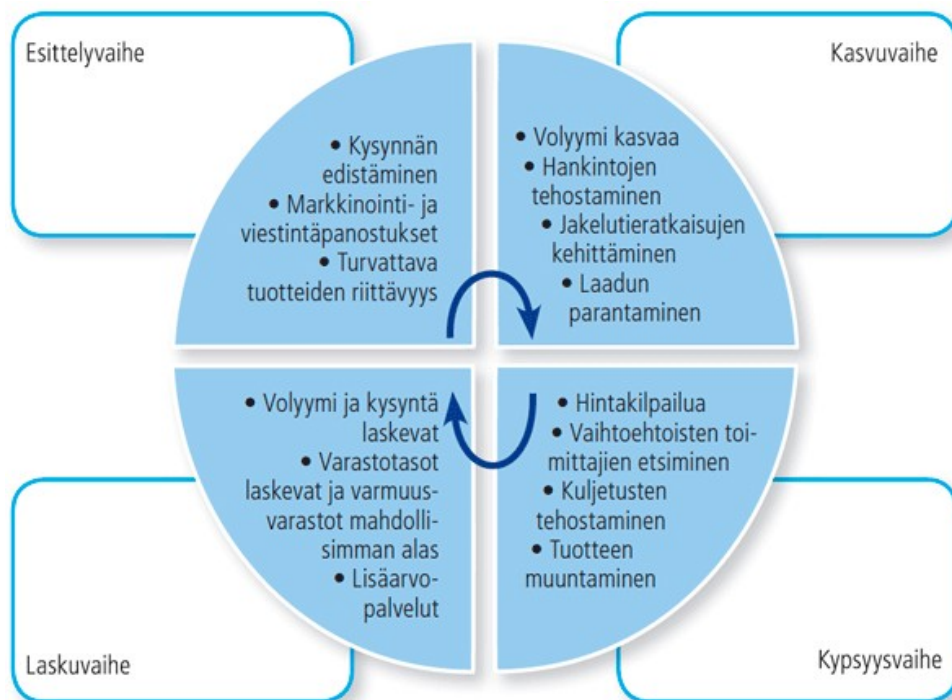 Esittelyvaihe
• Kysynnän
edistäminen
• Markkinointi- ja
viestintäpanostukset
• Turvattava
tuotteiden riittävyys
Kasvuvaihe
• Volyymi kasvaa
• Hankintojen
tehostaminen
• Jakelutieratkaisujen
kehittäminen
• Laadun
parantaminen
• Volyymi ja kysyntä
laskevat
• Varastotasot
laskevat ja varmuus-
varastot mahdolli-
simman alas
• Lisäarvo-
palvelut
Laskuvaihe
• Hintakilpailua
• Vaihtoehtoisten toi-
mittajien etsiminen
• Kuljetusten
tehostaminen
• Tuotteen
muuntaminen
Kypsyysvaihe